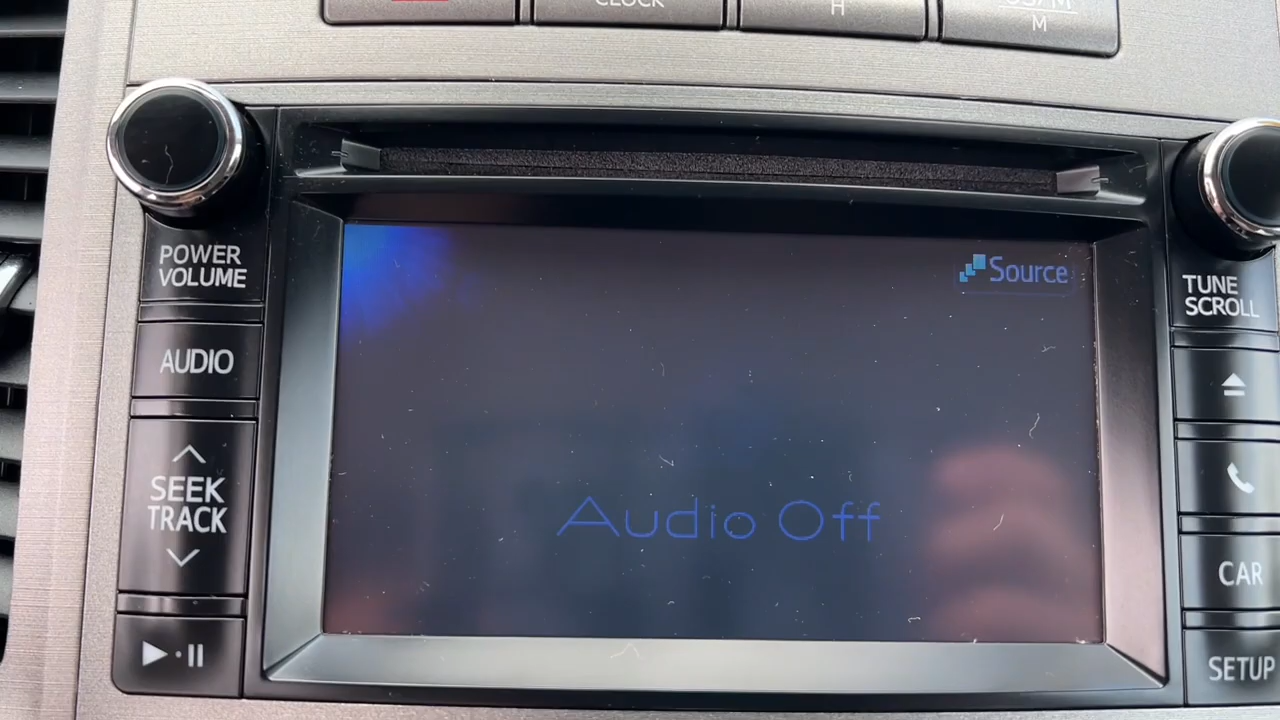 CLOCK
H
M
POWER
VOLUME
Source
TUNE
SCROLL
AUDIO
SEEK
TRACK
Audio Off
CAR
SETUP